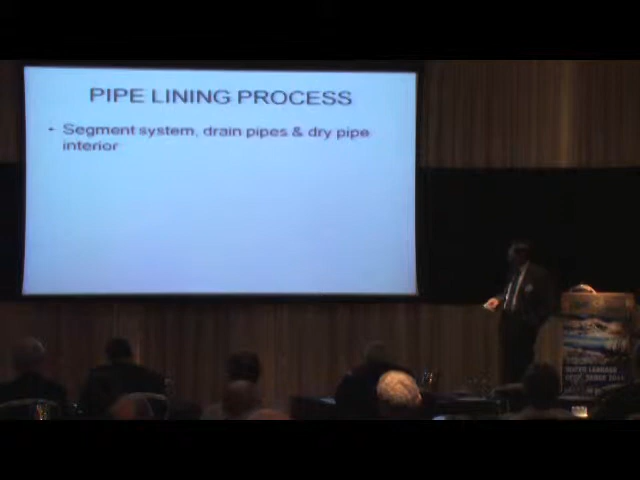 PIPE LINING PROCESS
- Segment system, drain pipes & dry pipe
interior